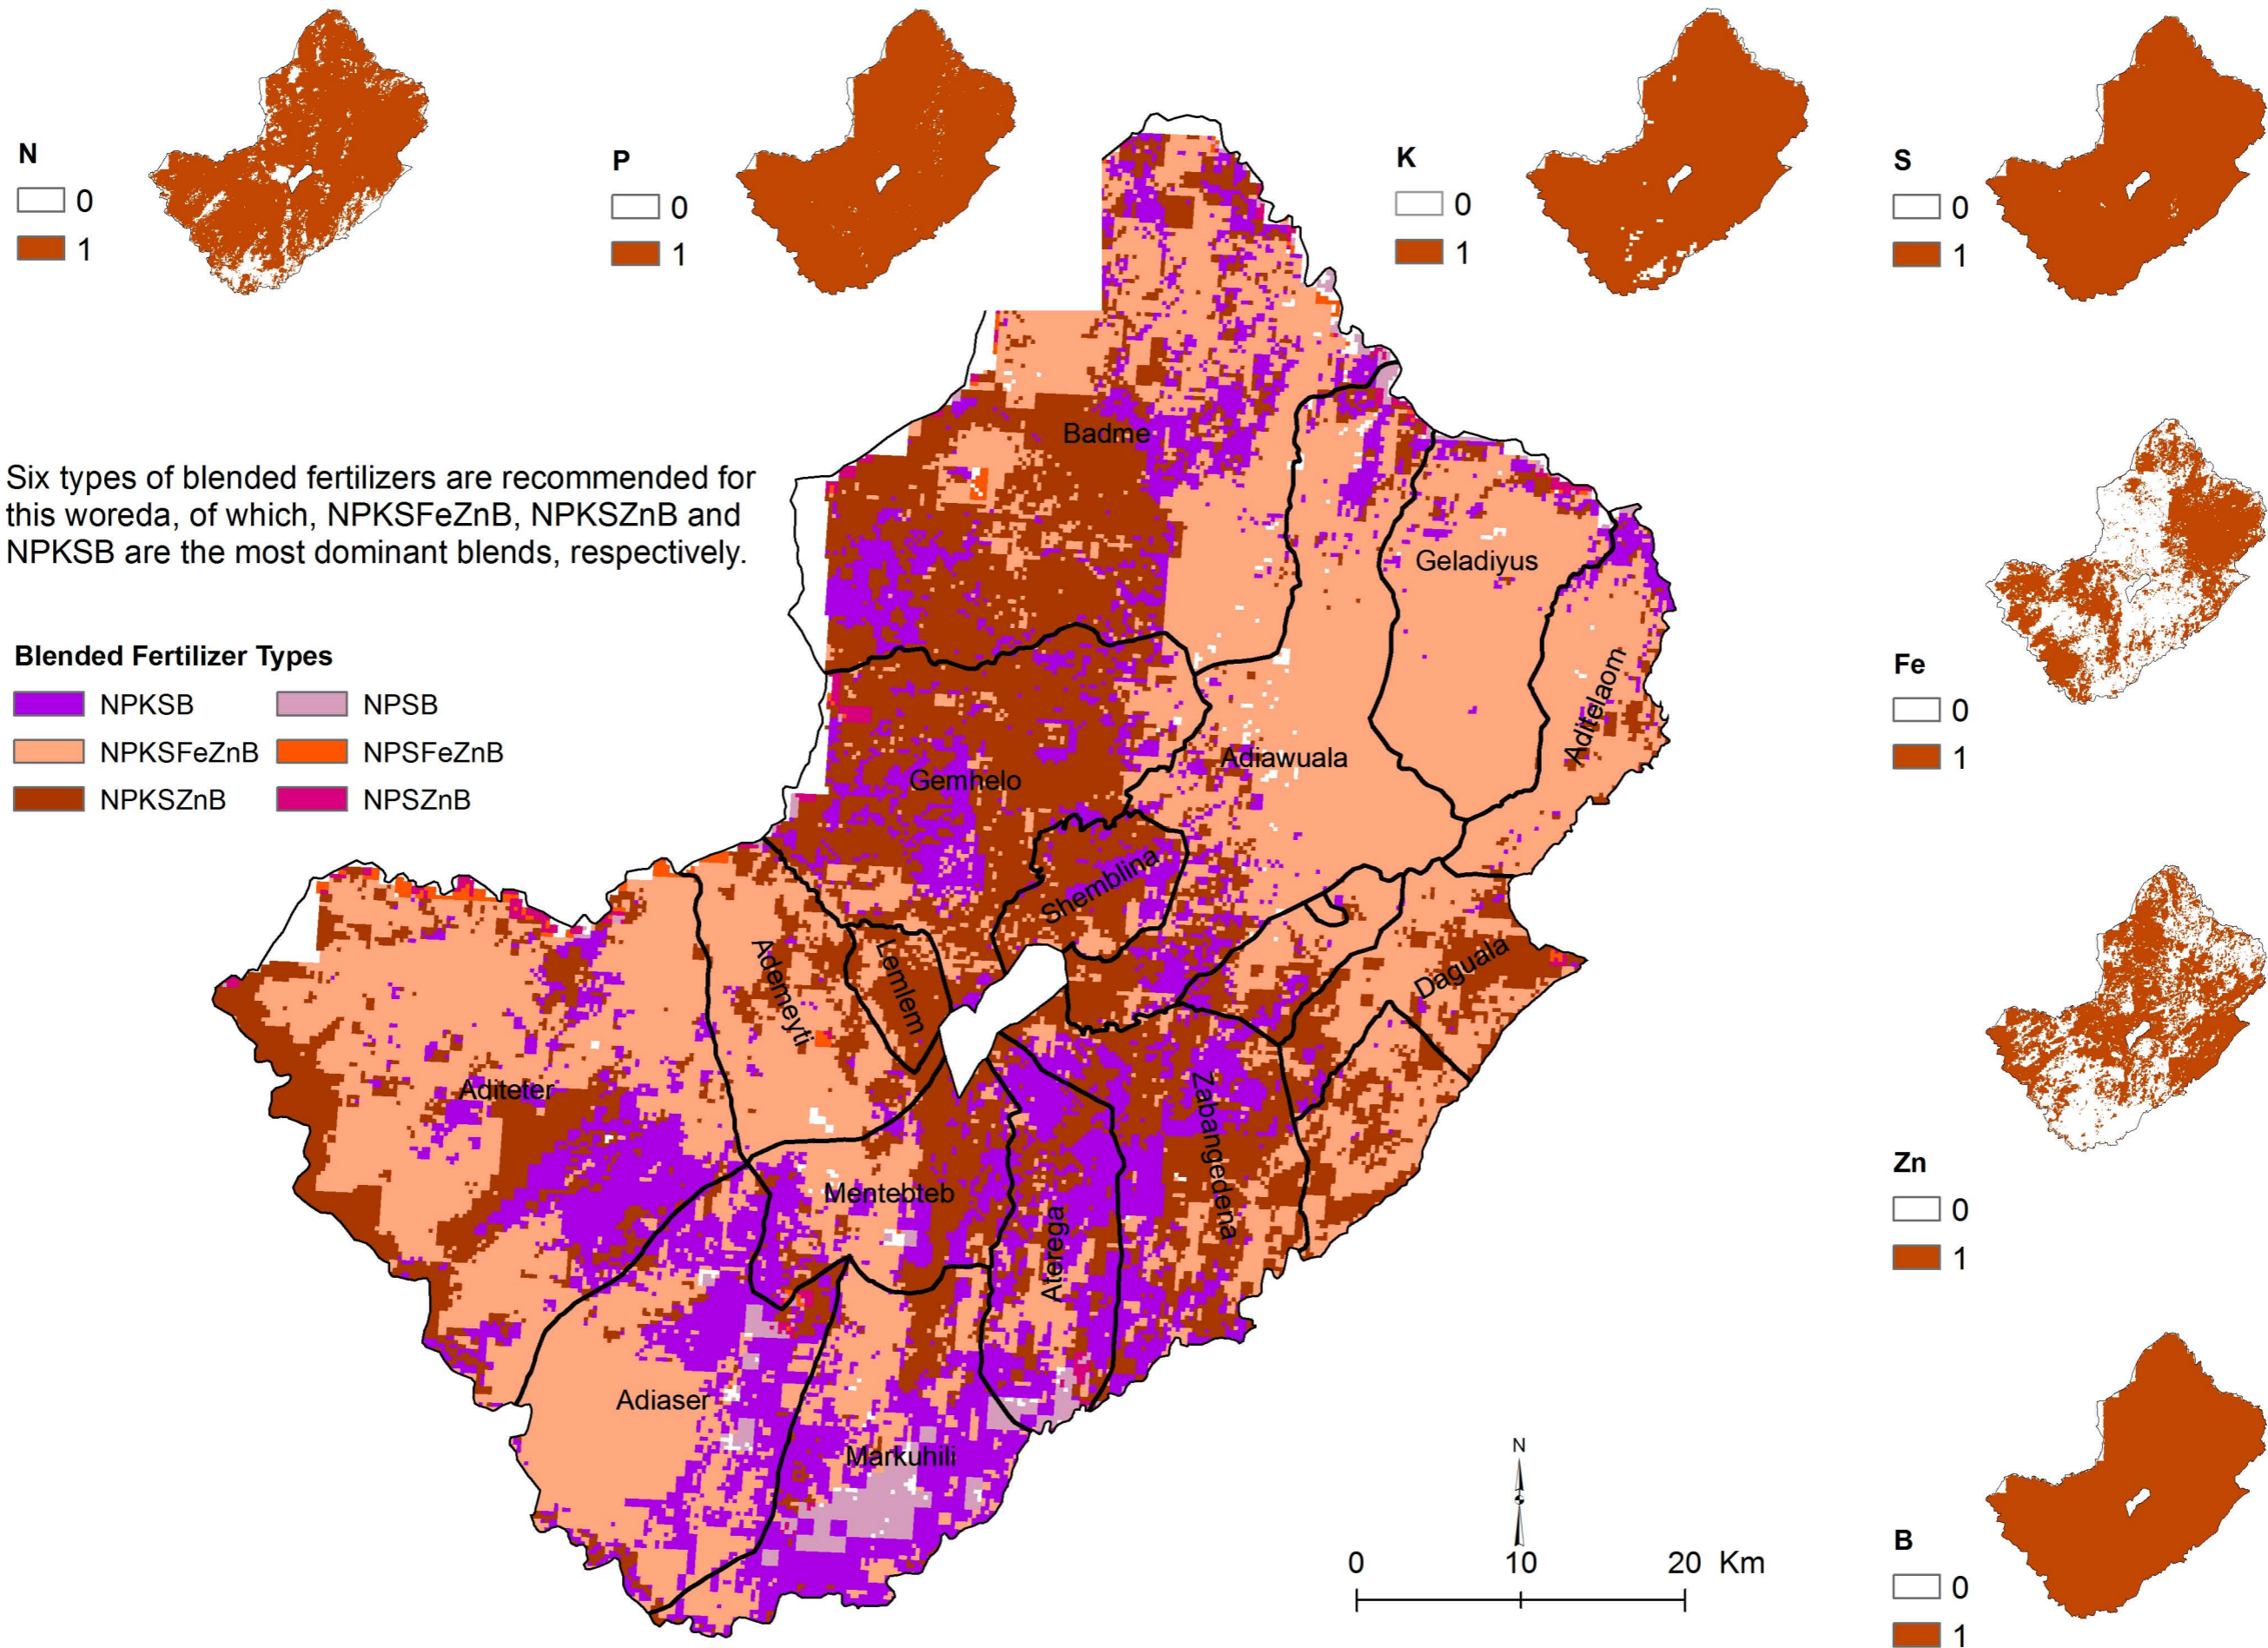 N
0
1
P
0
1
K
0
1
S
0
1
Six types of blended fertilizers are recommended for
this woreda, of which, NPKSFeZnB, NPKSZnB and
NPKSB are the most dominant blends, respectively.
Blended Fertilizer Types
NPKSB
NPSB
NPKSFeZnB
NPSFeZnB
NPKSZnB
NPSZnB
Badme
Geladiyus
Aditelaom
Adiawuala
Gemhelo
Shemblina
Ademeyti
Lemlem
Daguala
Aditeter
Zabangedena
Mentebteb
Aterega
Adiaser
Markuhili
Fe
0
1
Zn
0
1
B
0
1
N
0 10 20 Km